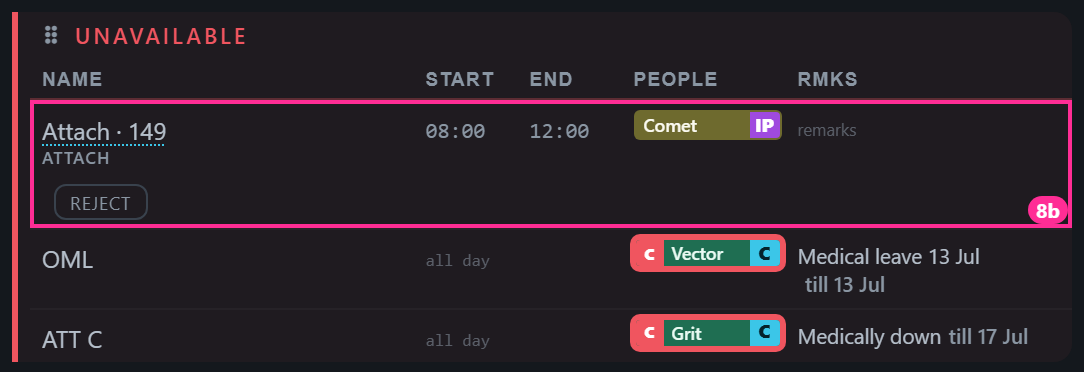 UNAVAILABLE
NAME START END PEOPLE RMKS
Attach · 149 08:00 12:00 Comet IP remarks
ATTACH
REJECT
8b
OML all day c Vector C Medical leave 13 Jul
till 13 Jul
ATT C all day c Grit C Medically down till 17 Jul